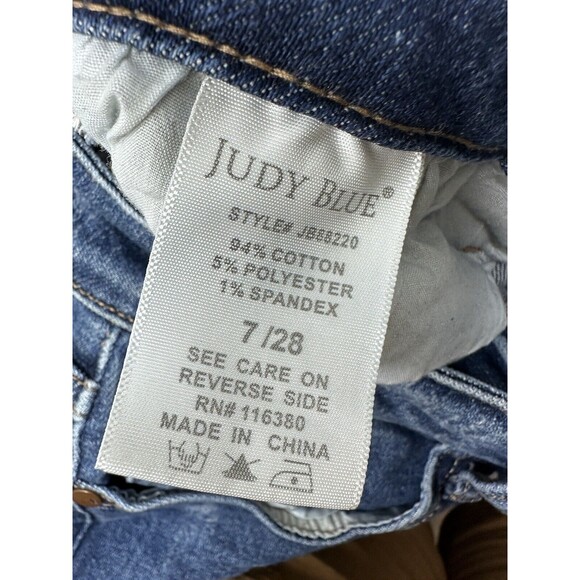 JUDY BLUE®
STYLE# JB88220
94% COTTON
5% POLYESTER
1% SPANDEX
7/28
SEE CARE ON
REVERSE SIDE
RN# 116380
MADE IN CHINA